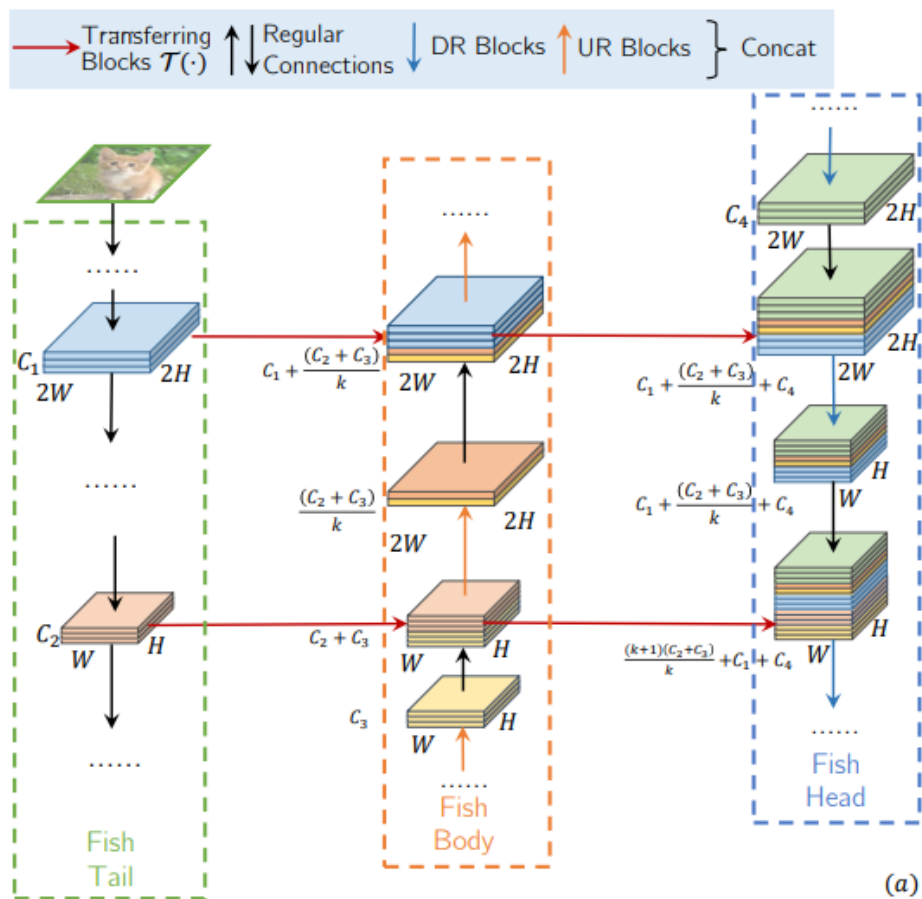 Transferring Blocks 𝒯(·)
Regular Connections
DR Blocks
UR Blocks
Concat
......
C₄
2W
2H
......
......
C₁
2W
2H
C₁ + (C₂ + C₃)/k
2W
2H
C₁ + (C₂ + C₃)/k + C₄
2W
2H
......
(C₂ + C₃)/k
2W
2H
C₁ + (C₂ + C₃)/k + C₄
W
H
C₂
W
H
C₂ + C₃
W
H
(k+1)(C₂+C₃)/k + C₁ + C₄
W
H
C₃
W
H
......
......
......
Fish
Tail
Fish
Body
Fish
Head
(a)